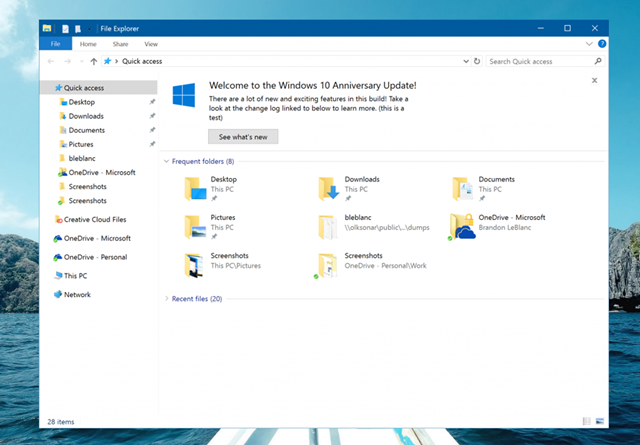 File Explorer
File Home Share View
Quick access
Search Quick access
Quick access
Desktop
Downloads
Documents
Pictures
bleblanc
OneDrive - Microsoft
Screenshots
Screenshots
Creative Cloud Files
OneDrive - Microsoft
OneDrive - Personal
This PC
Network
Welcome to the Windows 10 Anniversary Update!
There are a lot of new and exciting features in this build! Take a
look at the change log linked to below to learn more. (this is a
test)
See what's new
Frequent folders (8)
Desktop
This PC
Downloads
This PC
Documents
This PC
Pictures
This PC
bleblanc
\\olksonar\public\...\dumps
OneDrive - Microsoft
Brandon LeBlanc
Screenshots
This PC\Pictures
Screenshots
OneDrive - Personal\Work
Recent files (20)
28 items